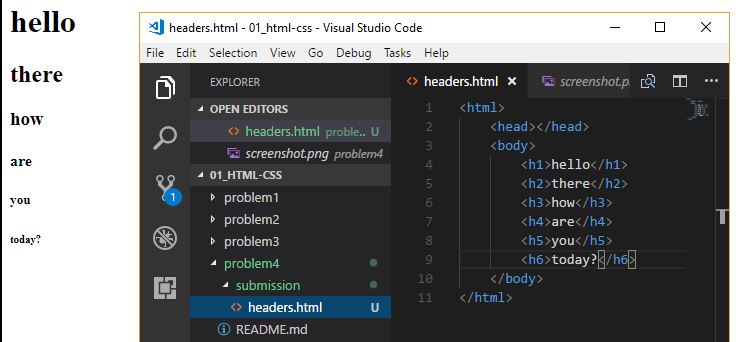 hello
there
how
are
you
today?
headers.html - 01_html-css - Visual Studio Code
File Edit Selection View Go Debug Tasks Help
EXPLORER
OPEN EDITORS
headers.html proble... U
screenshot.png problem4
01_HTML-CSS
problem1
problem2
problem3
problem4
submission
headers.html U
README.md
1
headers.html × screenshot.p
1 <html>
2 <head></head>
3 <body>
4 <h1>hello</h1>
5 <h2>there</h2>
6 <h3>how</h3>
7 <h4>are</h4>
8 <h5>you</h5>
9 <h6>today?</h6>
10 </body>
11 </html>